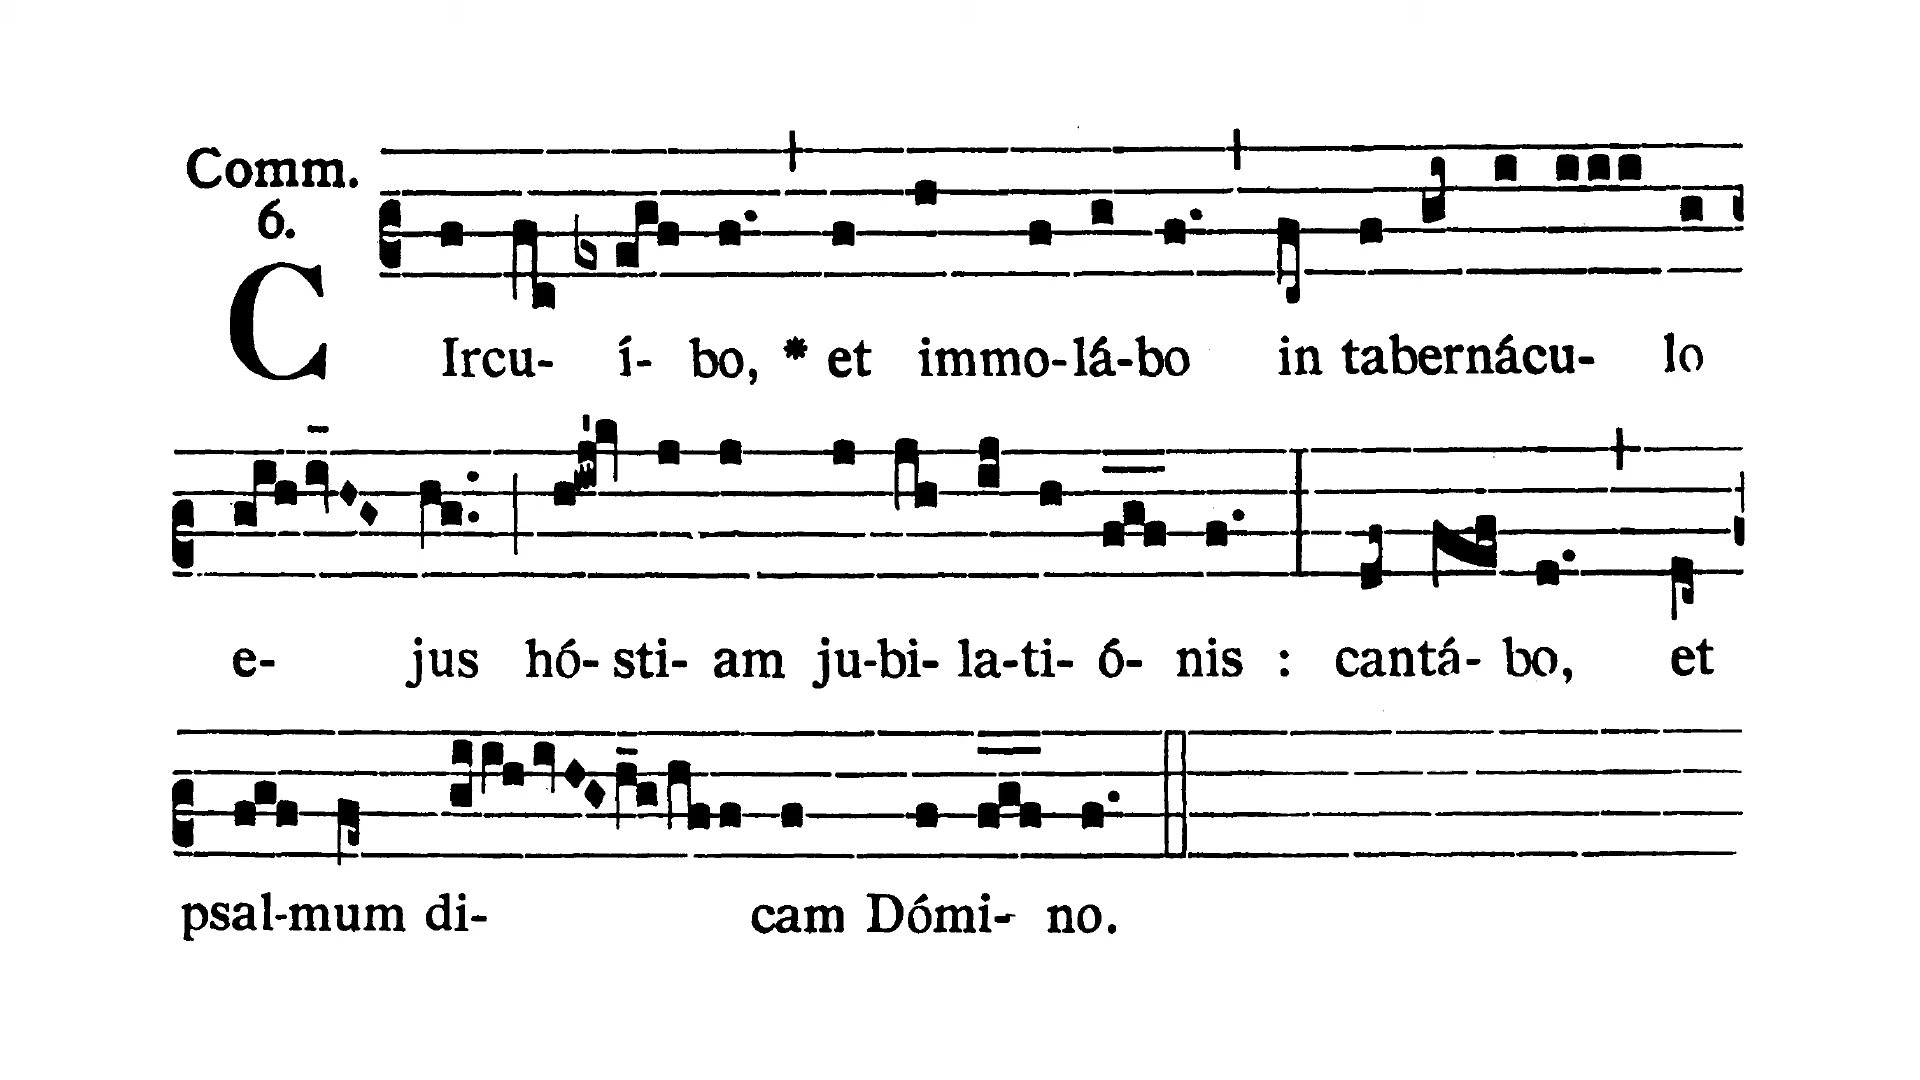 Comm.
6.
CIrcu- í- bo, * et immo-lá-bo in tabernácu- lo
e- jus hó- sti- am ju-bi- la-ti- ó- nis : cantá- bo, et
psal-mum di- cam Dómi- no.